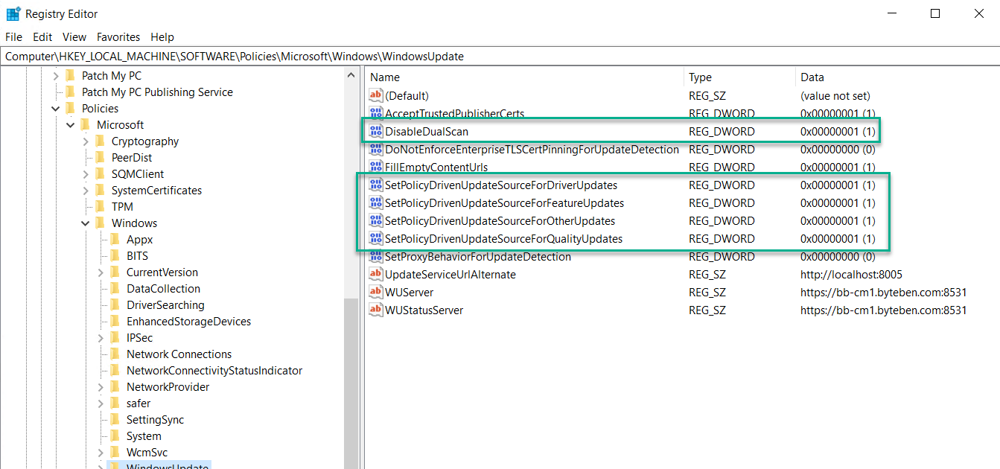 Registry Editor
File Edit View Favorites Help
Computer\HKEY_LOCAL_MACHINE\SOFTWARE\Policies\Microsoft\Windows\WindowsUpdate
Patch My PC
Patch My PC Publishing Service
Policies
Microsoft
Cryptography
PeerDist
SQMClient
SystemCertificates
TPM
Windows
Appx
BITS
CurrentVersion
DataCollection
DriverSearching
EnhancedStorageDevices
IPSec
Network Connections
NetworkConnectivityStatusIndicator
NetworkProvider
safer
SettingSync
System
WcmSvc
WindowsUpdate
Name Type Data
(Default) REG_SZ (value not set)
AcceptTrustedPublisherCerts REG_DWORD 0x00000001 (1)
DisableDualScan REG_DWORD 0x00000001 (1)
DoNotEnforceEnterpriseTLSCertPinningForUpdateDetection REG_DWORD 0x00000000 (0)
FillEmptyContentUrls REG_DWORD 0x00000001 (1)
SetPolicyDrivenUpdateSourceForDriverUpdates REG_DWORD 0x00000001 (1)
SetPolicyDrivenUpdateSourceForFeatureUpdates REG_DWORD 0x00000001 (1)
SetPolicyDrivenUpdateSourceForOtherUpdates REG_DWORD 0x00000001 (1)
SetPolicyDrivenUpdateSourceForQualityUpdates REG_DWORD 0x00000001 (1)
SetProxyBehaviorForUpdateDetection REG_DWORD 0x00000000 (0)
UpdateServiceUrlAlternate REG_SZ http://localhost:8005
WUServer REG_SZ https://bb-cm1.byteben.com:8531
WUStatusServer REG_SZ https://bb-cm1.byteben.com:8531